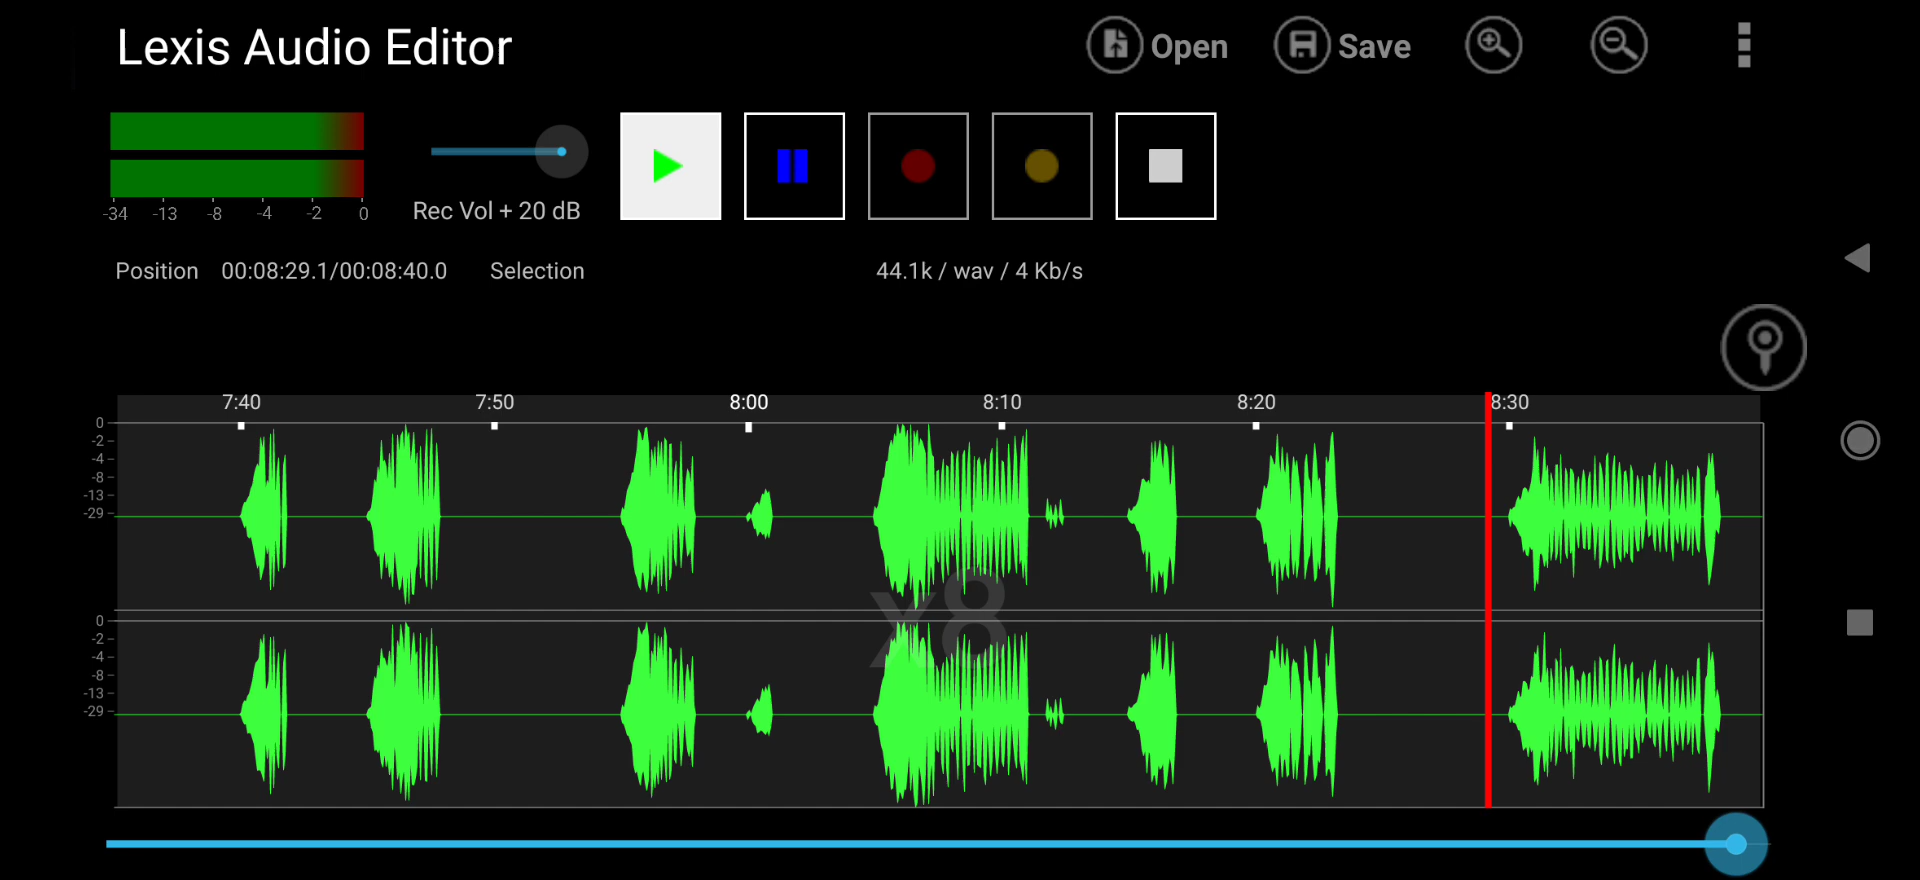 Lexis Audio Editor
Open
Save
-34 -13 -8 -4 -2 0
Rec Vol + 20 dB
Position 00:08:29.1/00:08:40.0 Selection 44.1k / wav / 4 Kb/s
7:40 7:50 8:00 8:10 8:20 8:30
0
-2
-4
-8
-13
-29
x8
0
-2
-4
-8
-13
-29